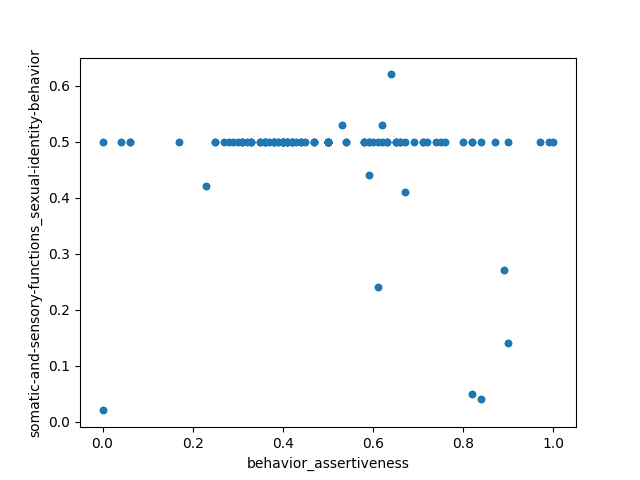 somatic-and-sensory-functions_sexual-identity-behavior
0.6
0.5
0.4
0.3
0.2
0.1
0.0
0.0 0.2 0.4 0.6 0.8 1.0
behavior_assertiveness